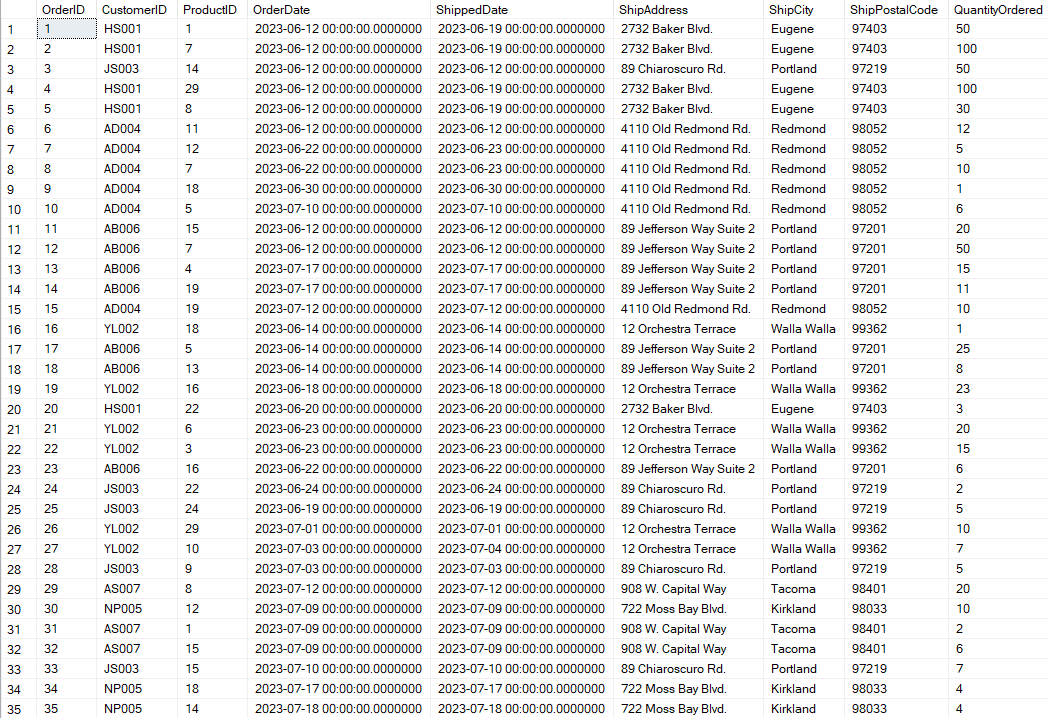 OrderID CustomerID ProductID OrderDate ShippedDate ShipAddress ShipCity ShipPostalCode QuantityOrdered
1 1 HS001 1 2023-06-12 00:00:00.0000000 2023-06-19 00:00:00.0000000 2732 Baker Blvd. Eugene 97403 50
2 2 HS001 7 2023-06-12 00:00:00.0000000 2023-06-19 00:00:00.0000000 2732 Baker Blvd. Eugene 97403 100
3 3 JS003 14 2023-06-12 00:00:00.0000000 2023-06-12 00:00:00.0000000 89 Chiaroscuro Rd. Portland 97219 50
4 4 HS001 29 2023-06-12 00:00:00.0000000 2023-06-19 00:00:00.0000000 2732 Baker Blvd. Eugene 97403 100
5 5 HS001 8 2023-06-12 00:00:00.0000000 2023-06-19 00:00:00.0000000 2732 Baker Blvd. Eugene 97403 30
6 6 AD004 11 2023-06-12 00:00:00.0000000 2023-06-12 00:00:00.0000000 4110 Old Redmond Rd. Redmond 98052 12
7 7 AD004 12 2023-06-22 00:00:00.0000000 2023-06-23 00:00:00.0000000 4110 Old Redmond Rd. Redmond 98052 5
8 8 AD004 7 2023-06-22 00:00:00.0000000 2023-06-23 00:00:00.0000000 4110 Old Redmond Rd. Redmond 98052 10
9 9 AD004 18 2023-06-30 00:00:00.0000000 2023-06-30 00:00:00.0000000 4110 Old Redmond Rd. Redmond 98052 1
10 10 AD004 5 2023-07-10 00:00:00.0000000 2023-07-10 00:00:00.0000000 4110 Old Redmond Rd. Redmond 98052 6
11 11 AB006 15 2023-06-12 00:00:00.0000000 2023-06-12 00:00:00.0000000 89 Jefferson Way Suite 2 Portland 97201 20
12 12 AB006 7 2023-06-12 00:00:00.0000000 2023-06-12 00:00:00.0000000 89 Jefferson Way Suite 2 Portland 97201 50
13 13 AB006 4 2023-07-17 00:00:00.0000000 2023-07-17 00:00:00.0000000 89 Jefferson Way Suite 2 Portland 97201 15
14 14 AB006 19 2023-07-17 00:00:00.0000000 2023-07-17 00:00:00.0000000 89 Jefferson Way Suite 2 Portland 97201 11
15 15 AD004 19 2023-07-12 00:00:00.0000000 2023-07-12 00:00:00.0000000 4110 Old Redmond Rd. Redmond 98052 10
16 16 YL002 18 2023-06-14 00:00:00.0000000 2023-06-14 00:00:00.0000000 12 Orchestra Terrace Walla Walla 99362 1
17 17 AB006 5 2023-06-14 00:00:00.0000000 2023-06-14 00:00:00.0000000 89 Jefferson Way Suite 2 Portland 97201 25
18 18 AB006 13 2023-06-14 00:00:00.0000000 2023-06-14 00:00:00.0000000 89 Jefferson Way Suite 2 Portland 97201 8
19 19 YL002 16 2023-06-18 00:00:00.0000000 2023-06-18 00:00:00.0000000 12 Orchestra Terrace Walla Walla 99362 23
20 20 HS001 22 2023-06-20 00:00:00.0000000 2023-06-20 00:00:00.0000000 2732 Baker Blvd. Eugene 97403 3
21 21 YL002 6 2023-06-23 00:00:00.0000000 2023-06-23 00:00:00.0000000 12 Orchestra Terrace Walla Walla 99362 20
22 22 YL002 3 2023-06-23 00:00:00.0000000 2023-06-23 00:00:00.0000000 12 Orchestra Terrace Walla Walla 99362 15
23 23 AB006 16 2023-06-22 00:00:00.0000000 2023-06-22 00:00:00.0000000 89 Jefferson Way Suite 2 Portland 97201 6
24 24 JS003 22 2023-06-24 00:00:00.0000000 2023-06-24 00:00:00.0000000 89 Chiaroscuro Rd. Portland 97219 2
25 25 JS003 24 2023-06-19 00:00:00.0000000 2023-06-19 00:00:00.0000000 89 Chiaroscuro Rd. Portland 97219 5
26 26 YL002 29 2023-07-01 00:00:00.0000000 2023-07-01 00:00:00.0000000 12 Orchestra Terrace Walla Walla 99362 10
27 27 YL002 10 2023-07-03 00:00:00.0000000 2023-07-04 00:00:00.0000000 12 Orchestra Terrace Walla Walla 99362 7
28 28 JS003 9 2023-07-03 00:00:00.0000000 2023-07-03 00:00:00.0000000 89 Chiaroscuro Rd. Portland 97219 5
29 29 AS007 8 2023-07-12 00:00:00.0000000 2023-07-12 00:00:00.0000000 908 W. Capital Way Tacoma 98401 20
30 30 NP005 12 2023-07-09 00:00:00.0000000 2023-07-09 00:00:00.0000000 722 Moss Bay Blvd. Kirkland 98033 10
31 31 AS007 1 2023-07-09 00:00:00.0000000 2023-07-09 00:00:00.0000000 908 W. Capital Way Tacoma 98401 2
32 32 AS007 15 2023-07-09 00:00:00.0000000 2023-07-09 00:00:00.0000000 908 W. Capital Way Tacoma 98401 6
33 33 JS003 15 2023-07-10 00:00:00.0000000 2023-07-10 00:00:00.0000000 89 Chiaroscuro Rd. Portland 97219 7
34 34 NP005 18 2023-07-17 00:00:00.0000000 2023-07-17 00:00:00.0000000 722 Moss Bay Blvd. Kirkland 98033 4
35 35 NP005 14 2023-07-18 00:00:00.0000000 2023-07-18 00:00:00.0000000 722 Moss Bay Blvd. Kirkland 98033 4